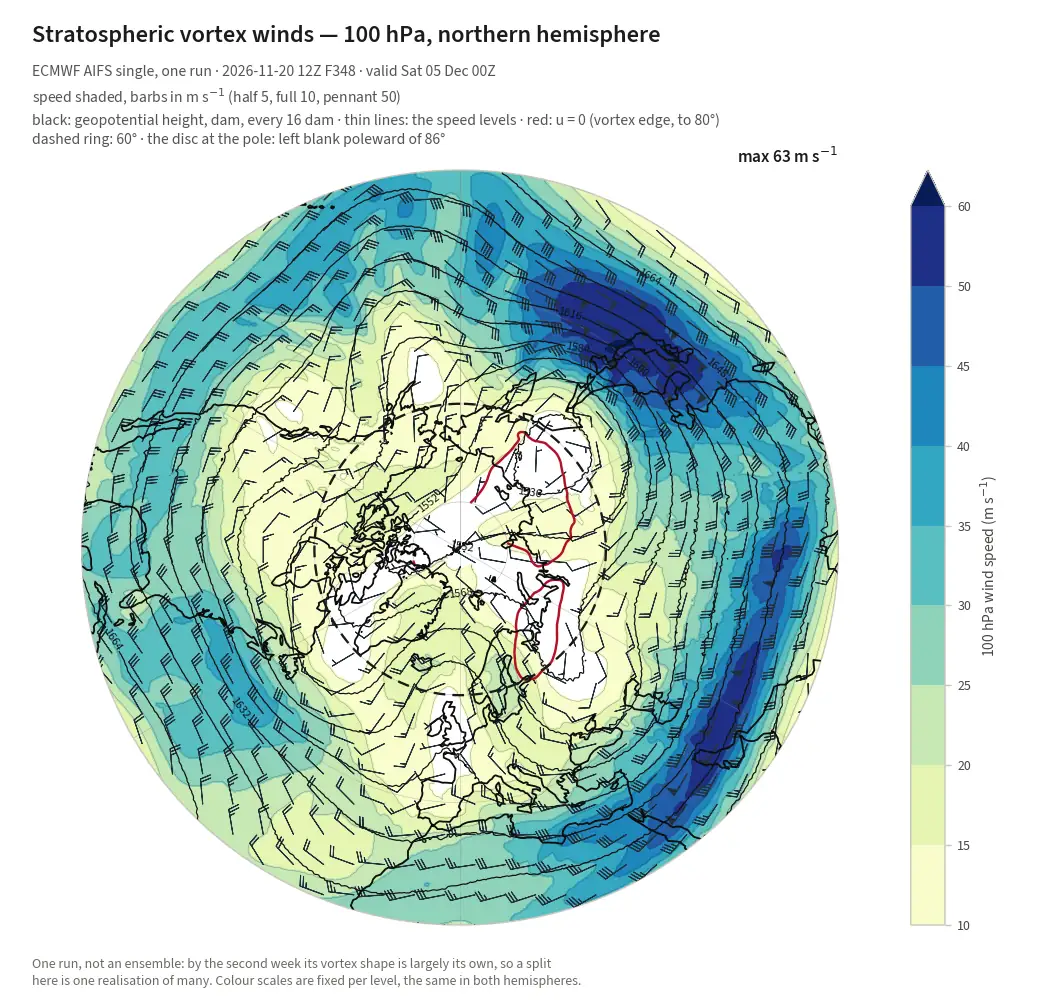 Stratospheric vortex winds — 100 hPa, northern hemisphere
ECMWF AIFS single, one run · 2026-11-20 12Z F348 · valid Sat 05 Dec 00Z
speed shaded, barbs in m s⁻¹ (half 5, full 10, pennant 50)
black: geopotential height, dam, every 16 dam · thin lines: the speed levels · red: u = 0 (vortex edge, to 80°)
dashed ring: 60° · the disc at the pole: left blank poleward of 86°
max 63 m s⁻¹
60
50
45
40
35
30
25
20
15
10
100 hPa wind speed (m s⁻¹)
1664
1616
1648
1552
1568
1664
1632
One run, not an ensemble: by the second week its vortex shape is largely its own, so a split
here is one realisation of many. Colour scales are fixed per level, the same in both hemispheres.